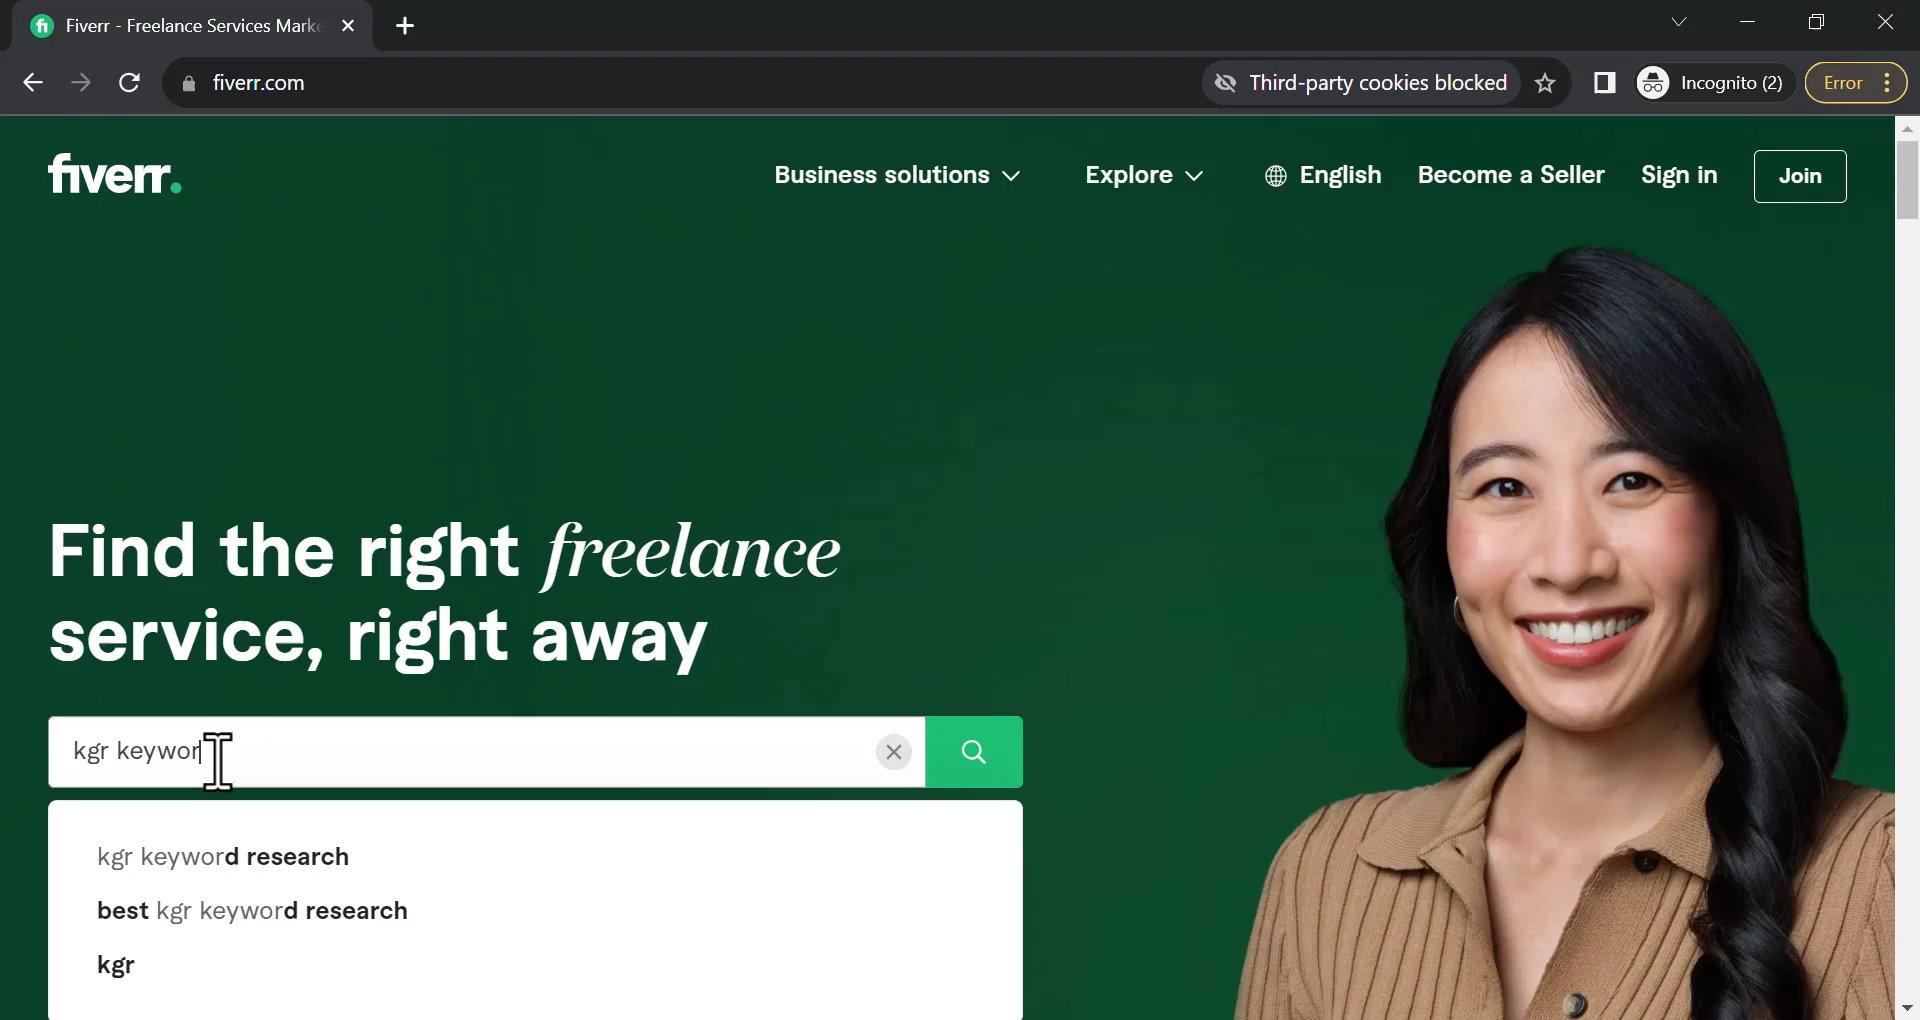 Fiverr - Freelance Services Marke
fiverr.com
Third-party cookies blocked
Incognito (2)
Error
fiverr.
Business solutions
Explore
English
Become a Seller
Sign in
Join
Find the right freelance
service, right away
kgr keywor
kgr keyword research
best kgr keyword research
kgr